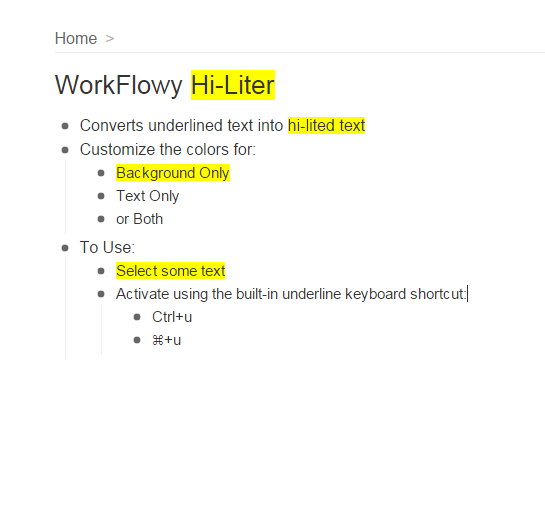 Home >
WorkFlowy Hi-Liter
Converts underlined text into hi-lited text
Customize the colors for:
Background Only
Text Only
or Both
To Use:
Select some text
Activate using the built-in underline keyboard shortcut:
Ctrl+u
⌘+u